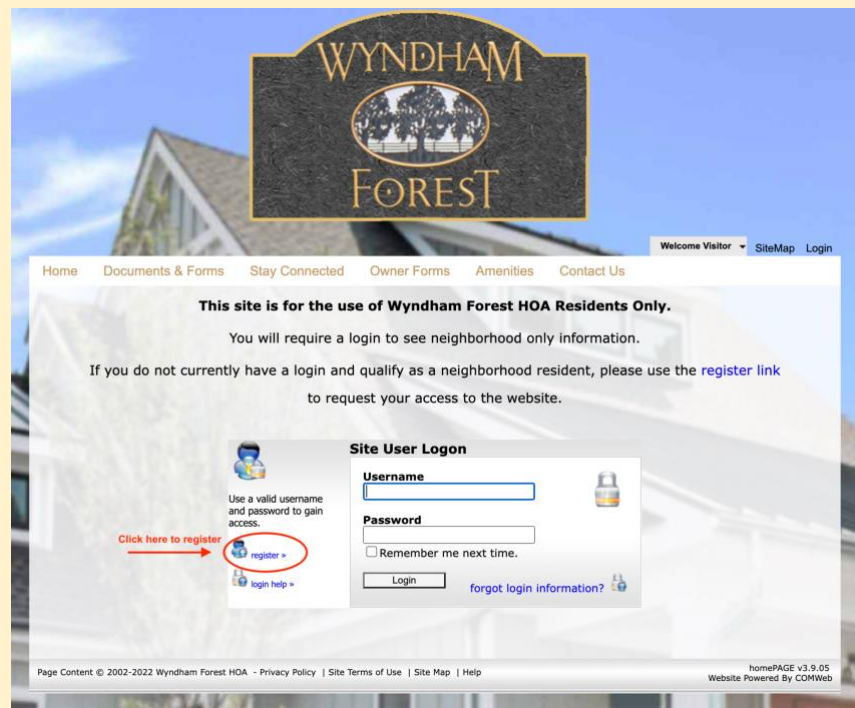 WYNDHAM
FOREST
Welcome Visitor SiteMap Login
Home Documents & Forms Stay Connected Owner Forms Amenities Contact Us
This site is for the use of Wyndham Forest HOA Residents Only.
You will require a login to see neighborhood only information.
If you do not currently have a login and qualify as a neighborhood resident, please use the register link
to request your access to the website.
Site User Logon
Use a valid username
and password to gain
access.
Click here to register
register »
login help »
Username
Password
Remember me next time.
Login
forgot login information?
Page Content © 2002-2022 Wyndham Forest HOA - Privacy Policy | Site Terms of Use | Site Map | Help
homePAGE v3.9.05
Website Powered By COMWeb